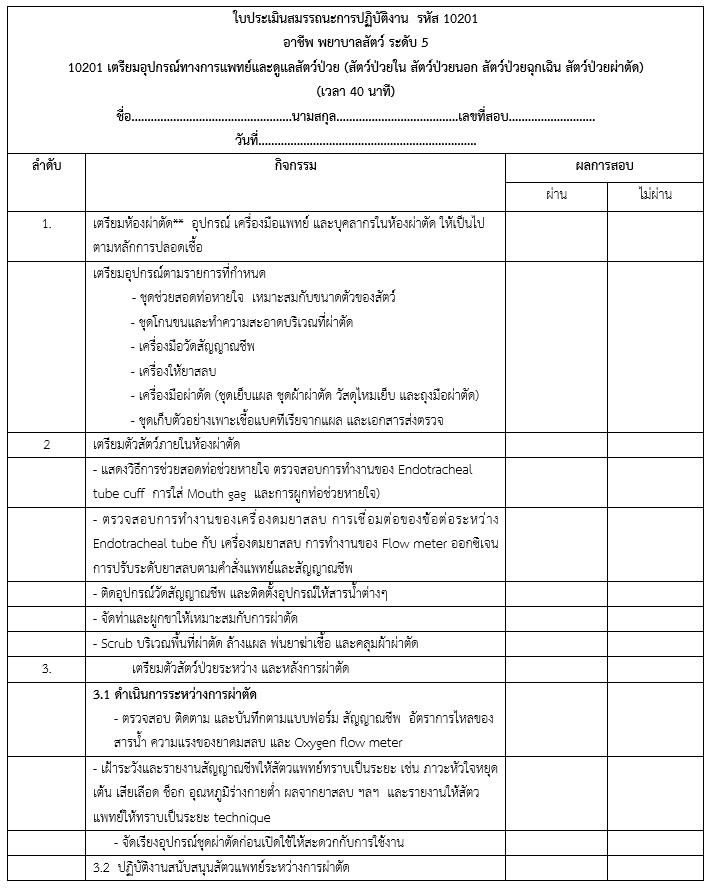 ใบประเมินสมรรถนะการปฏิบัติงาน รหัส 10201
อาชีพ พยาบาลสัตว์ ระดับ 5
10201 เตรียมอุปกรณ์ทางการแพทย์และดูแลสัตว์ป่วย (สัตว์ป่วยใน สัตว์ป่วยนอก สัตว์ป่วยฉุกเฉิน สัตว์ป่วยผ่าตัด)
(เวลา 40 นาที)
ชื่อ..................................................นามสกุล......................................เลขที่สอบ...........................
วันที่....................................................................
ลำดับ กิจกรรม ผลการสอบ
ผ่าน ไม่ผ่าน
1. เตรียมห้องผ่าตัด** อุปกรณ์ เครื่องมือแพทย์ และบุคลากรในห้องผ่าตัด ให้เป็นไป
ตามหลักการปลอดเชื้อ
เตรียมอุปกรณ์ตามรายการที่กำหนด
- ชุดช่วยสอดท่อหายใจ เหมาะสมกับขนาดตัวของสัตว์
- ชุดโกนขนและทำความสะอาดบริเวณที่ผ่าตัด
- เครื่องมือวัดสัญญาณชีพ
- เครื่องให้ยาสลบ
- เครื่องมือผ่าตัด (ชุดเย็บแผล ชุดผ้าผ่าตัด วัสดุไหมเย็บ และถุงมือผ่าตัด)
- ชุดเก็บตัวอย่างเพาะเชื้อแบคทีเรียจากแผล และเอกสารส่งตรวจ
2 เตรียมตัวสัตว์ภายในห้องผ่าตัด
- แสดงวิธีการช่วยสอดท่อช่วยหายใจ ตรวจสอบการทำงานของ Endotracheal
tube cuff การใส่ Mouth gag และการผูกท่อช่วยหายใจ)
- ตรวจสอบการทำงานของเครื่องดมยาสลบ การเชื่อมต่อของข้อต่อระหว่าง
Endotracheal tube กับ เครื่องดมยาสลบ การทำงานของ Flow meter ออกซิเจน
การปรับระดับยาสลบตามคำสั่งแพทย์และสัญญาณชีพ
- ติดอุปกรณ์วัดสัญญาณชีพ และติดตั้งอุปกรณ์ให้สารน้ำต่างๆ
- จัดท่าและผูกขาให้เหมาะสมกับการผ่าตัด
- Scrub บริเวณพื้นที่ผ่าตัด ล้างแผล พ่นยาฆ่าเชื้อ และคลุมผ้าผ่าตัด
3. เตรียมตัวสัตว์ป่วยระหว่าง และหลังการผ่าตัด
3.1 ดำเนินการระหว่างการผ่าตัด
- ตรวจสอบ ติดตาม และบันทึกตามแบบฟอร์ม สัญญาณชีพ อัตราการไหลของ
สารน้ำ ความแรงของยาดมสลบ และ Oxygen flow meter
- เฝ้าระวังและรายงานสัญญาณชีพให้สัตวแพทย์ทราบเป็นระยะ เช่น ภาวะหัวใจหยุด
เต้น เสียเลือด ช็อก อุณหภูมิร่างกายต่ำ ผลจากยาสลบ ฯลฯ และรายงานให้สัตว
แพทย์ให้ทราบเป็นระยะ technique
- จัดเรียงอุปกรณ์ชุดผ่าตัดก่อนเปิดใช้ให้สะดวกกับการใช้งาน
3.2 ปฏิบัติงานสนับสนุนสัตวแพทย์ระหว่างการผ่าตัด